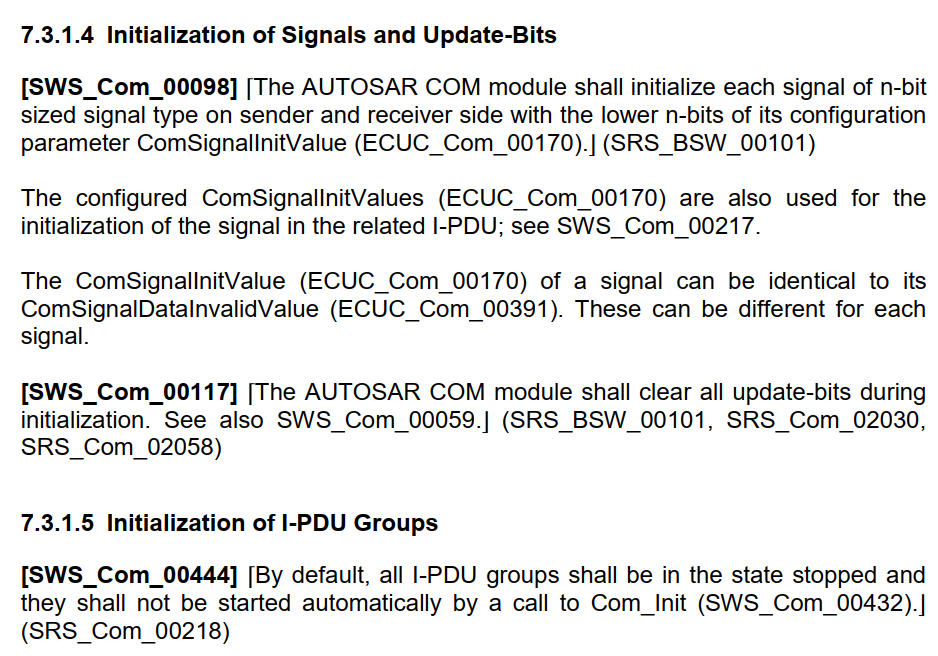 7.3.1.4 Initialization of Signals and Update-Bits
[SWS_Com_00098] ⌈The AUTOSAR COM module shall initialize each signal of n-bit
sized signal type on sender and receiver side with the lower n-bits of its configuration
parameter ComSignalInitValue (ECUC_Com_00170).⌋ (SRS_BSW_00101)
The configured ComSignalInitValues (ECUC_Com_00170) are also used for the
initialization of the signal in the related I-PDU; see SWS_Com_00217.
The ComSignalInitValue (ECUC_Com_00170) of a signal can be identical to its
ComSignalDataInvalidValue (ECUC_Com_00391). These can be different for each
signal.
[SWS_Com_00117] ⌈The AUTOSAR COM module shall clear all update-bits during
initialization. See also SWS_Com_00059.⌋ (SRS_BSW_00101, SRS_Com_02030,
SRS_Com_02058)
7.3.1.5 Initialization of I-PDU Groups
[SWS_Com_00444] ⌈By default, all I-PDU groups shall be in the state stopped and
they shall not be started automatically by a call to Com_Init (SWS_Com_00432).⌋
(SRS_Com_00218)